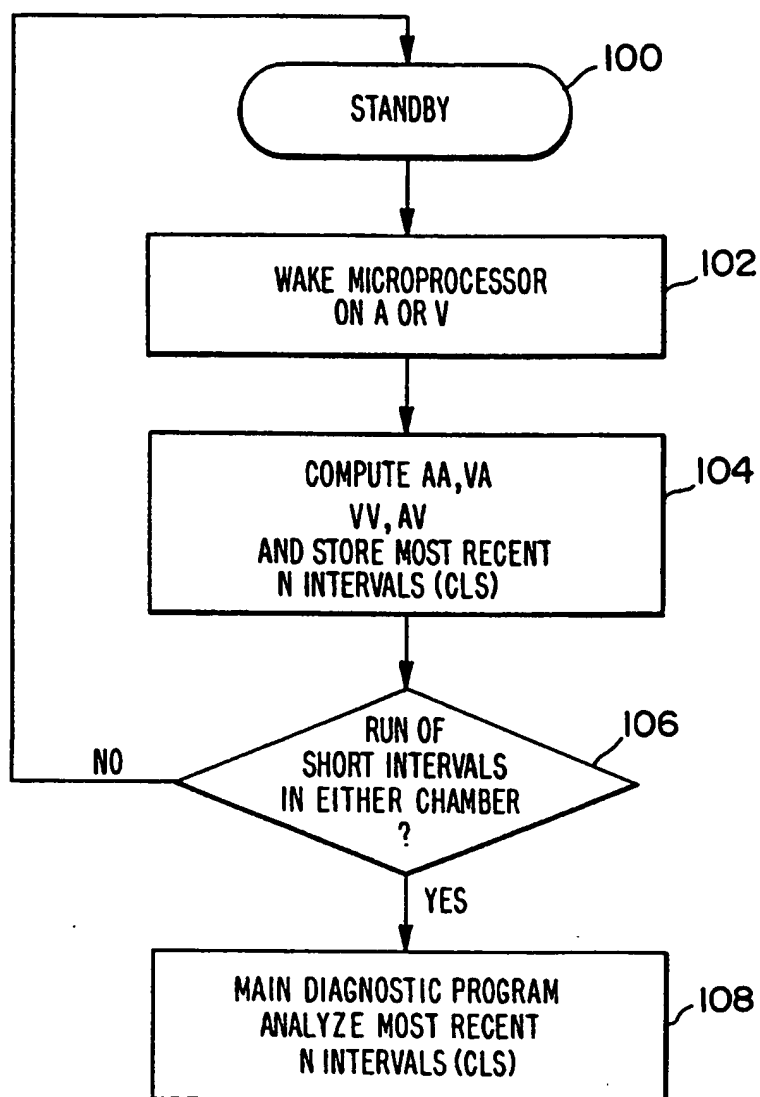 100
STANDBY
102
WAKE MICROPROCESSOR
ON A OR V
104
COMPUTE AA, VA
VV, AV
AND STORE MOST RECENT
N INTERVALS (CLS)
106
RUN OF
SHORT INTERVALS
IN EITHER CHAMBER
?
NO
YES
108
MAIN DIAGNOSTIC PROGRAM
ANALYZE MOST RECENT
N INTERVALS (CLS)